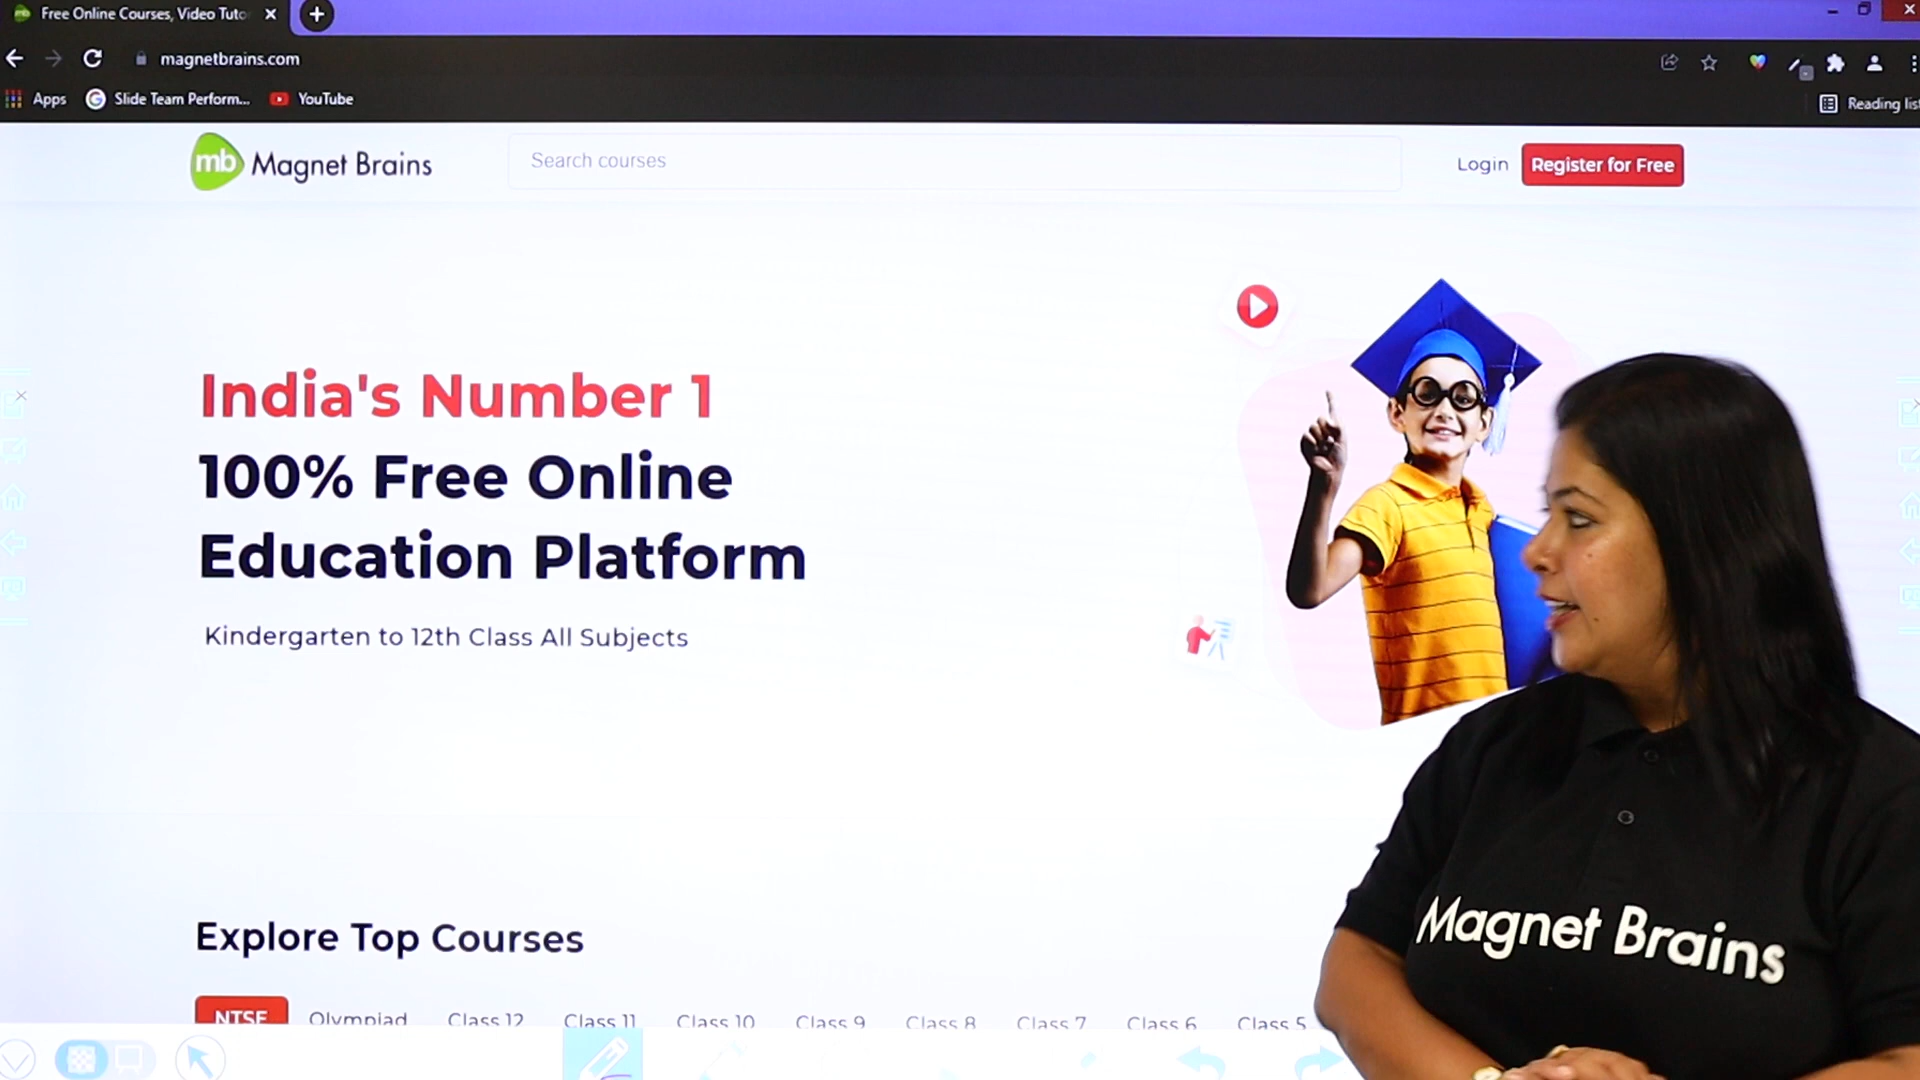 Free Online Courses, Video Tuto
magnetbrains.com
Apps
Slide Team Perform...
YouTube
Reading list
mb
Magnet Brains
Search courses
Login
Register for Free
India's Number 1
100% Free Online
Education Platform
Kindergarten to 12th Class All Subjects
Explore Top Courses
NTSE Olympiad Class 12 Class 11 Class 10 Class 9 Class 8 Class 7 Class 6 Class 5
Magnet Brains